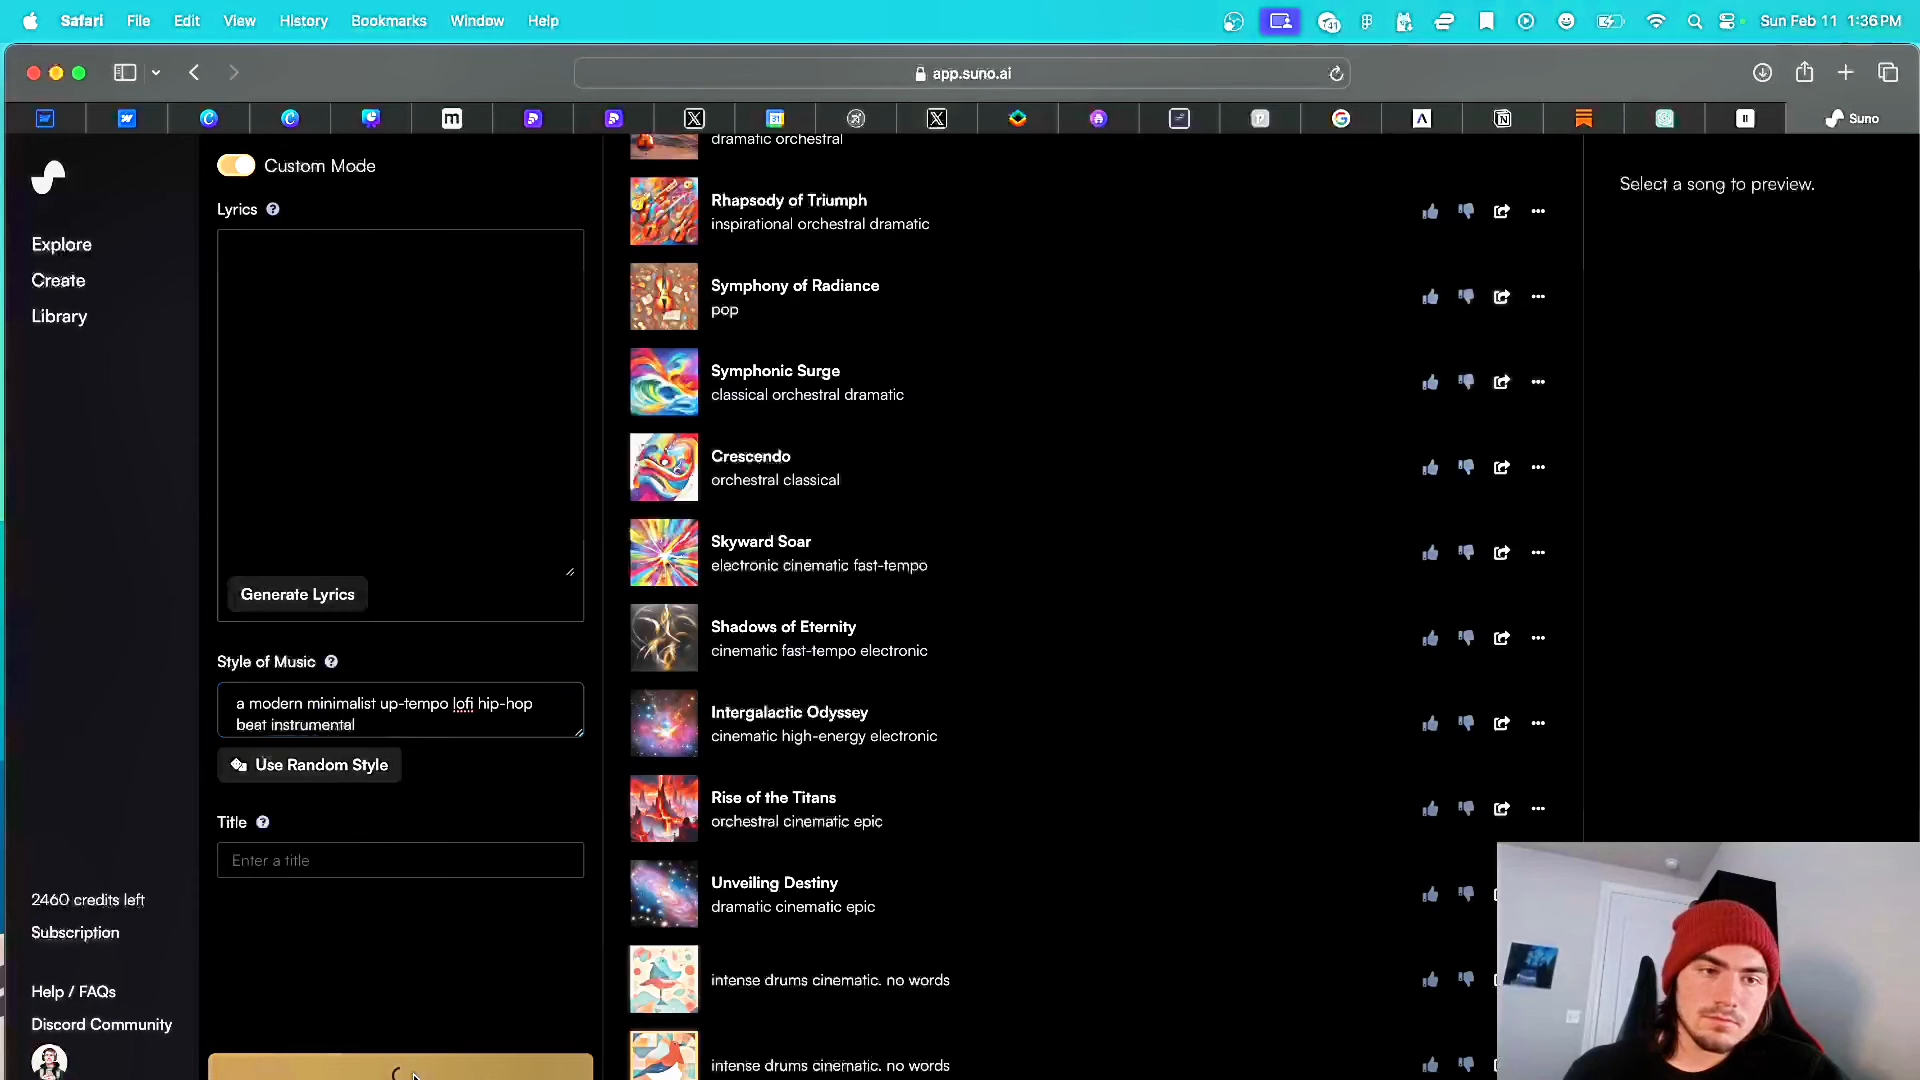 Safari File Edit View History Bookmarks Window Help
41
Sun Feb 11 1:36 PM
app.suno.ai
Suno
Explore
Create
Library
2460 credits left
Subscription
Help / FAQs
Discord Community
Custom Mode
Lyrics
Generate Lyrics
Style of Music
a modern minimalist up-tempo lofi hip-hop
beat instrumental
Use Random Style
Title
Enter a title
dramatic orchestral
Rhapsody of Triumph
inspirational orchestral dramatic
Symphony of Radiance
pop
Symphonic Surge
classical orchestral dramatic
Crescendo
orchestral classical
Skyward Soar
electronic cinematic fast-tempo
Shadows of Eternity
cinematic fast-tempo electronic
Intergalactic Odyssey
cinematic high-energy electronic
Rise of the Titans
orchestral cinematic epic
Unveiling Destiny
dramatic cinematic epic
intense drums cinematic. no words
intense drums cinematic. no words
Select a song to preview.